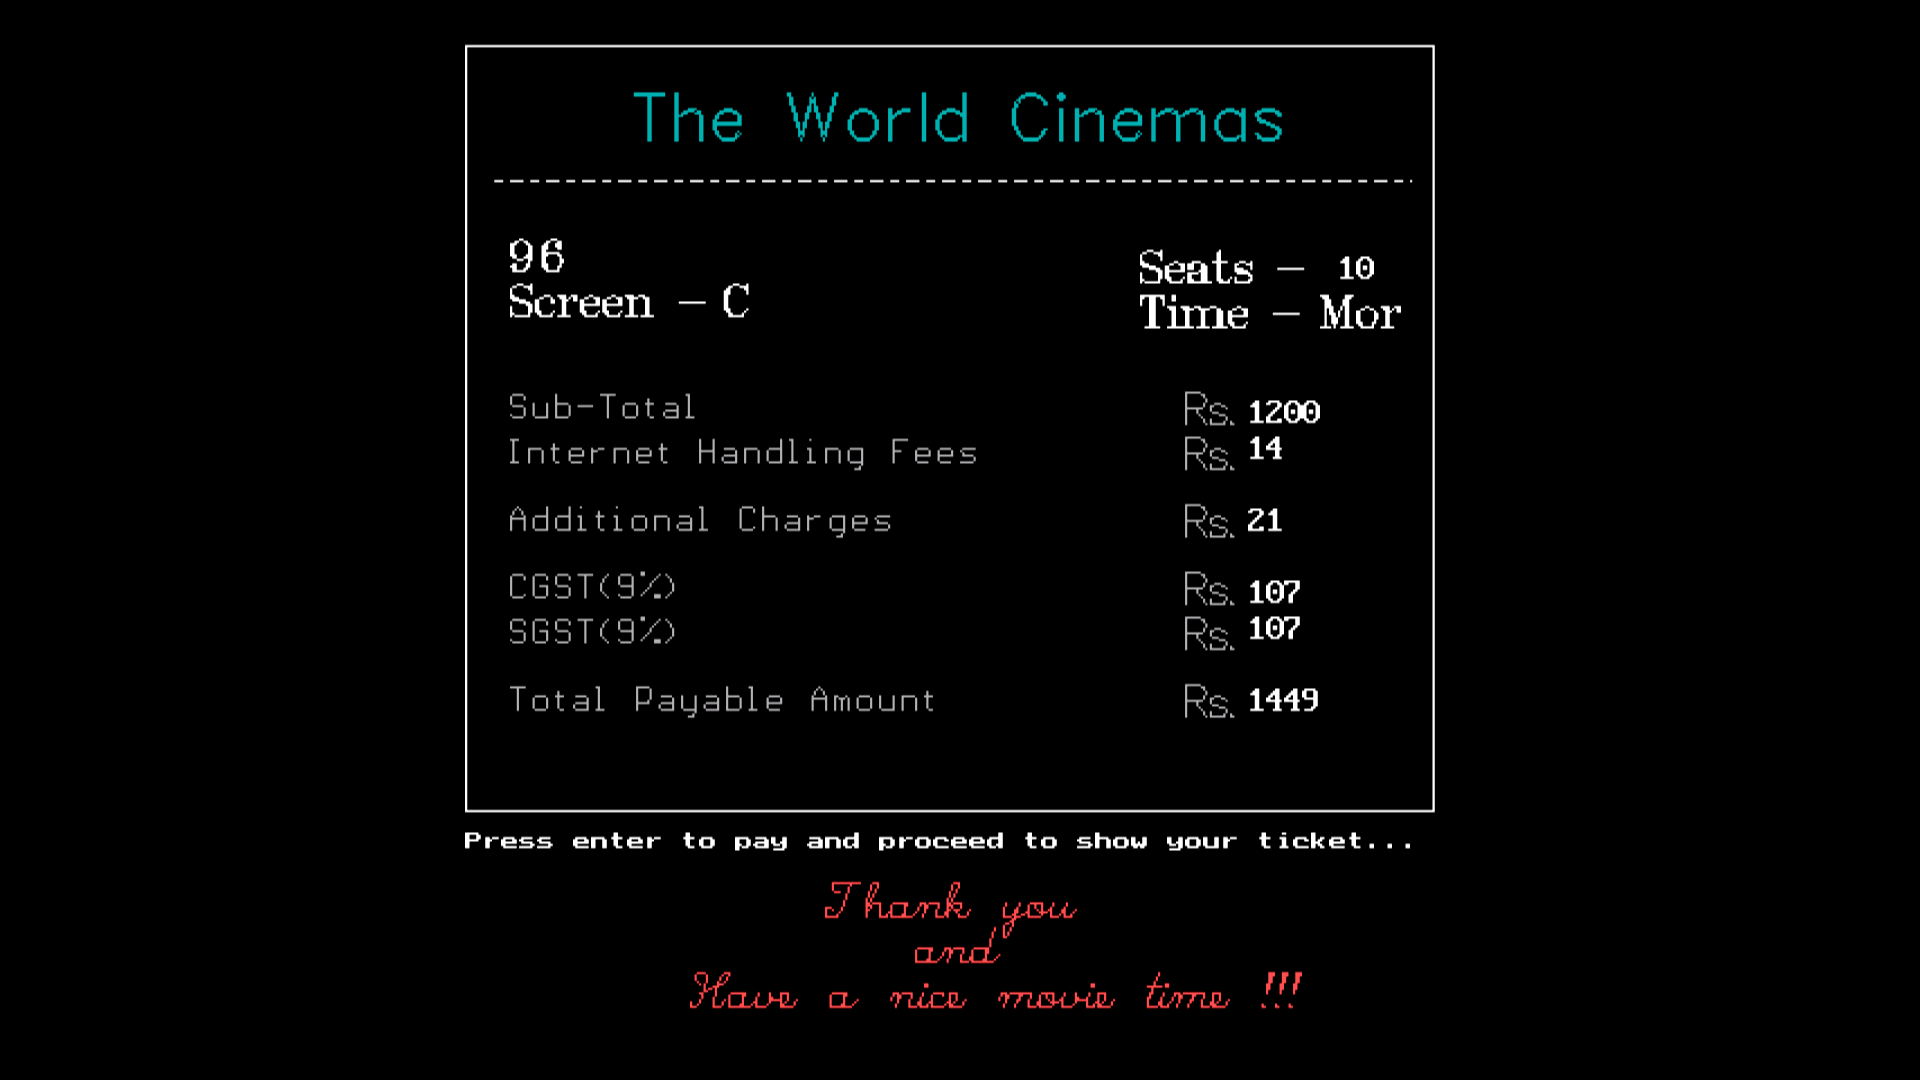 The World Cinemas
------------------------------------------------------
96
Seats - 10
Screen - C
Time - Mor
Sub-Total Rs. 1200
Internet Handling Fees Rs. 14
Additional Charges Rs. 21
CGST(9%) Rs. 107
SGST(9%) Rs. 107
Total Payable Amount Rs. 1449
Press enter to pay and proceed to show your ticket...
Thank you
and
Have a nice movie time !!!